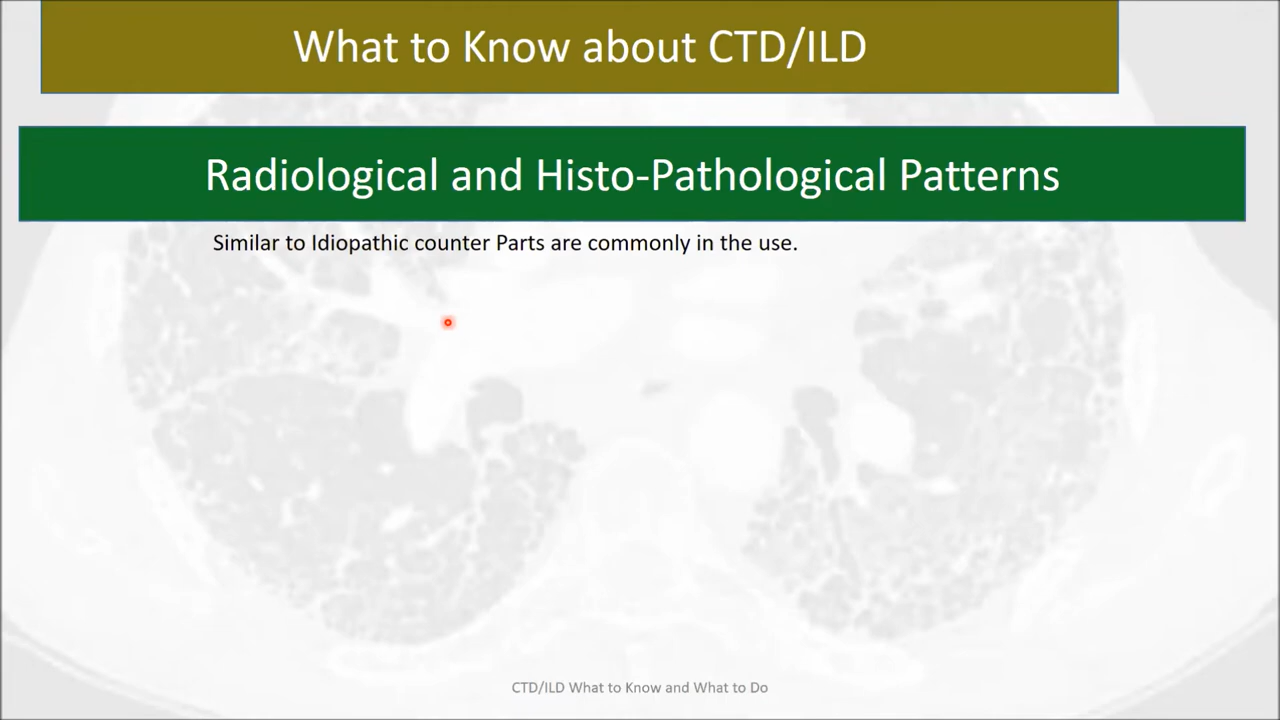 What to Know about CTD/ILD
Radiological and Histo-Pathological Patterns
Similar to Idiopathic counter Parts are commonly in the use.
CTD/ILD What to Know and What to Do